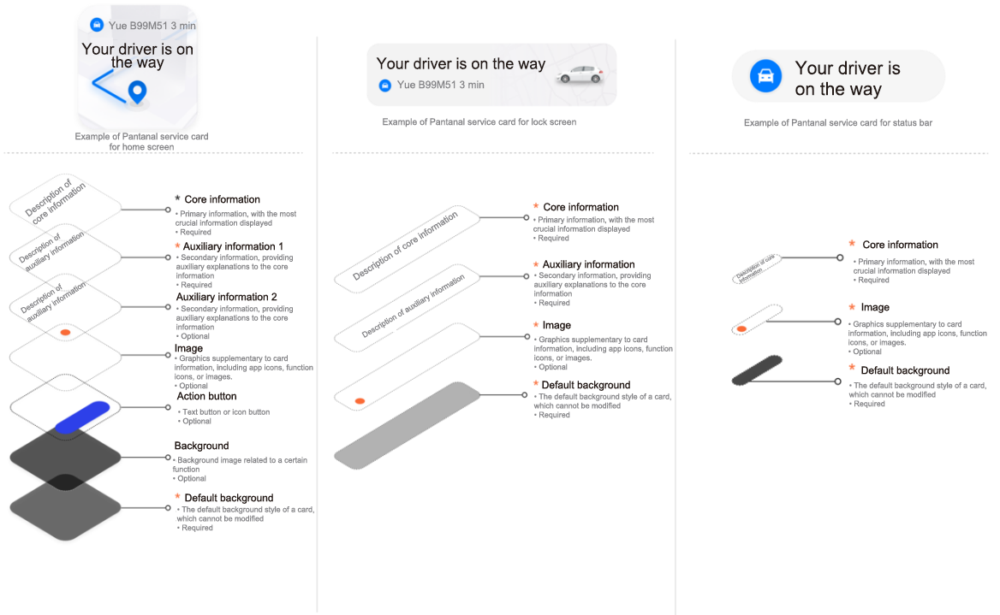 Yue B99M51 3 min
Your driver is on
the way
Example of Pantanal service card
for home screen
Description of
core information
* Core information
• Primary information, with the most
crucial information displayed
• Required
Description of
auxiliary information
* Auxiliary information 1
• Secondary information, providing
auxiliary explanations to the core
information
• Required
Description of
auxiliary information
Auxiliary information 2
• Secondary information, providing
auxiliary explanations to the core
information
• Optional
Image
• Graphics supplementary to card
information, including app icons, function
icons, or images.
• Optional
Action button
• Text button or icon button
• Optional
Background
• Background image related to a certain
function
• Optional
* Default background
• The default background style of a card,
which cannot be modified
• Required
Your driver is on the way
Yue B99M51 3 min
Example of Pantanal service card for lock screen
Description of core information
* Core information
• Primary information, with the most
crucial information displayed
• Required
Description of auxiliary information
* Auxiliary information
• Secondary information, providing
auxiliary explanations to the core
information
• Required
* Image
• Graphics supplementary to card
information, including app icons, function
icons, or images.
• Optional
* Default background
• The default background style of a card,
which cannot be modified
• Required
Your driver is
on the way
Example of Pantanal service card for status bar
Description of core
information
* Core information
• Primary information, with the most
crucial information displayed
• Required
* Image
• Graphics supplementary to card
information, including app icons, function
icons, or images.
• Optional
* Default background
• The default background style of a card,
which cannot be modified
• Required